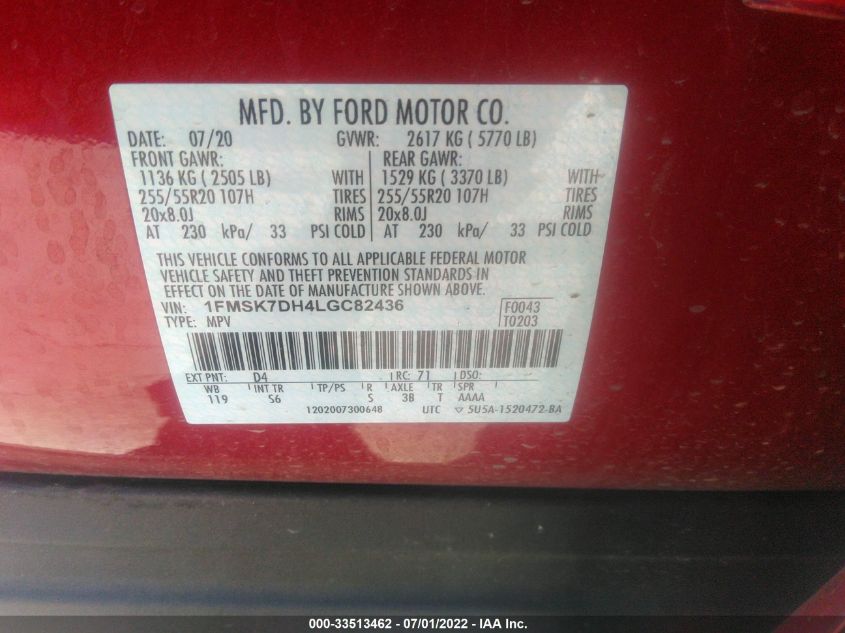 MFD. BY FORD MOTOR CO.
DATE: 07/20 GVWR: 2617 KG ( 5770 LB)
FRONT GAWR: REAR GAWR:
1136 KG ( 2505 LB) WITH 1529 KG ( 3370 LB) WITH
255/55R20 107H TIRES 255/55R20 107H TIRES
20x8.0J RIMS 20x8.0J RIMS
AT 230 kPa/ 33 PSI COLD AT 230 kPa/ 33 PSI COLD
THIS VEHICLE CONFORMS TO ALL APPLICABLE FEDERAL MOTOR
VEHICLE SAFETY AND THEFT PREVENTION STANDARDS IN
EFFECT ON THE DATE OF MANUFACTURE SHOWN ABOVE.
VIN: 1FMSK7DH4LGC82436 F0043
TYPE: MPV T0203
EXT PNT: D4 RC: 71 DSO:
WB INT TR TP/PS R AXLE TR SPR
119 S6 S 3B T AAAA
1202007300648 UTC 5U5A-1520472-BA
000-33513462 - 07/01/2022 - IAA Inc.